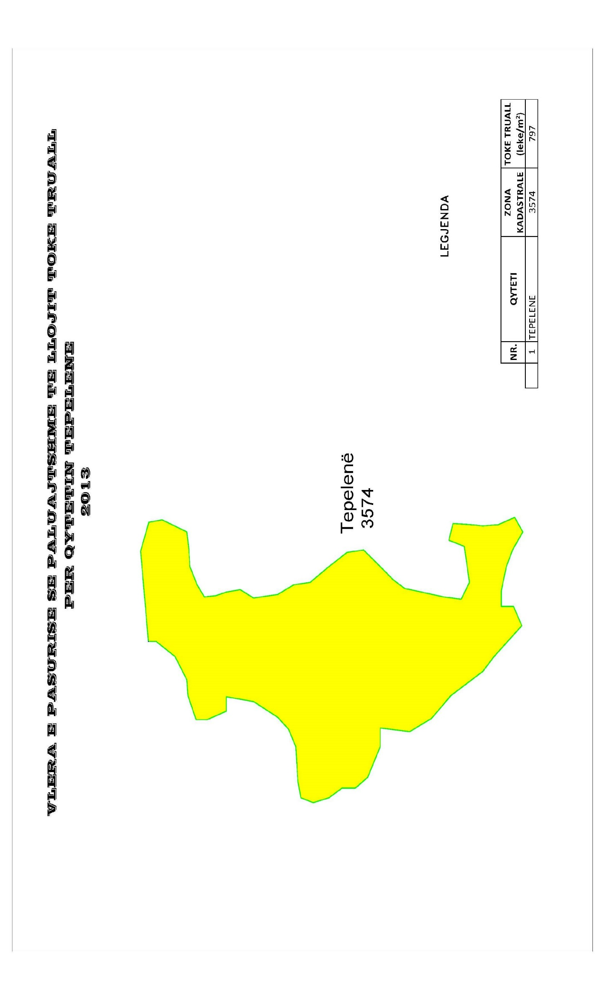 VLERA E PASURISE SE PALUAJTSHME TE LLOJIT TOKE TRUALL
PER QYTETIN TEPELENE
2013
Tepelenë
3574
LEGJENDA
NR. QYTETI ZONA KADASTRALE TOKE TRUALL (leke/m²)
1 TEPELENE 3574 797